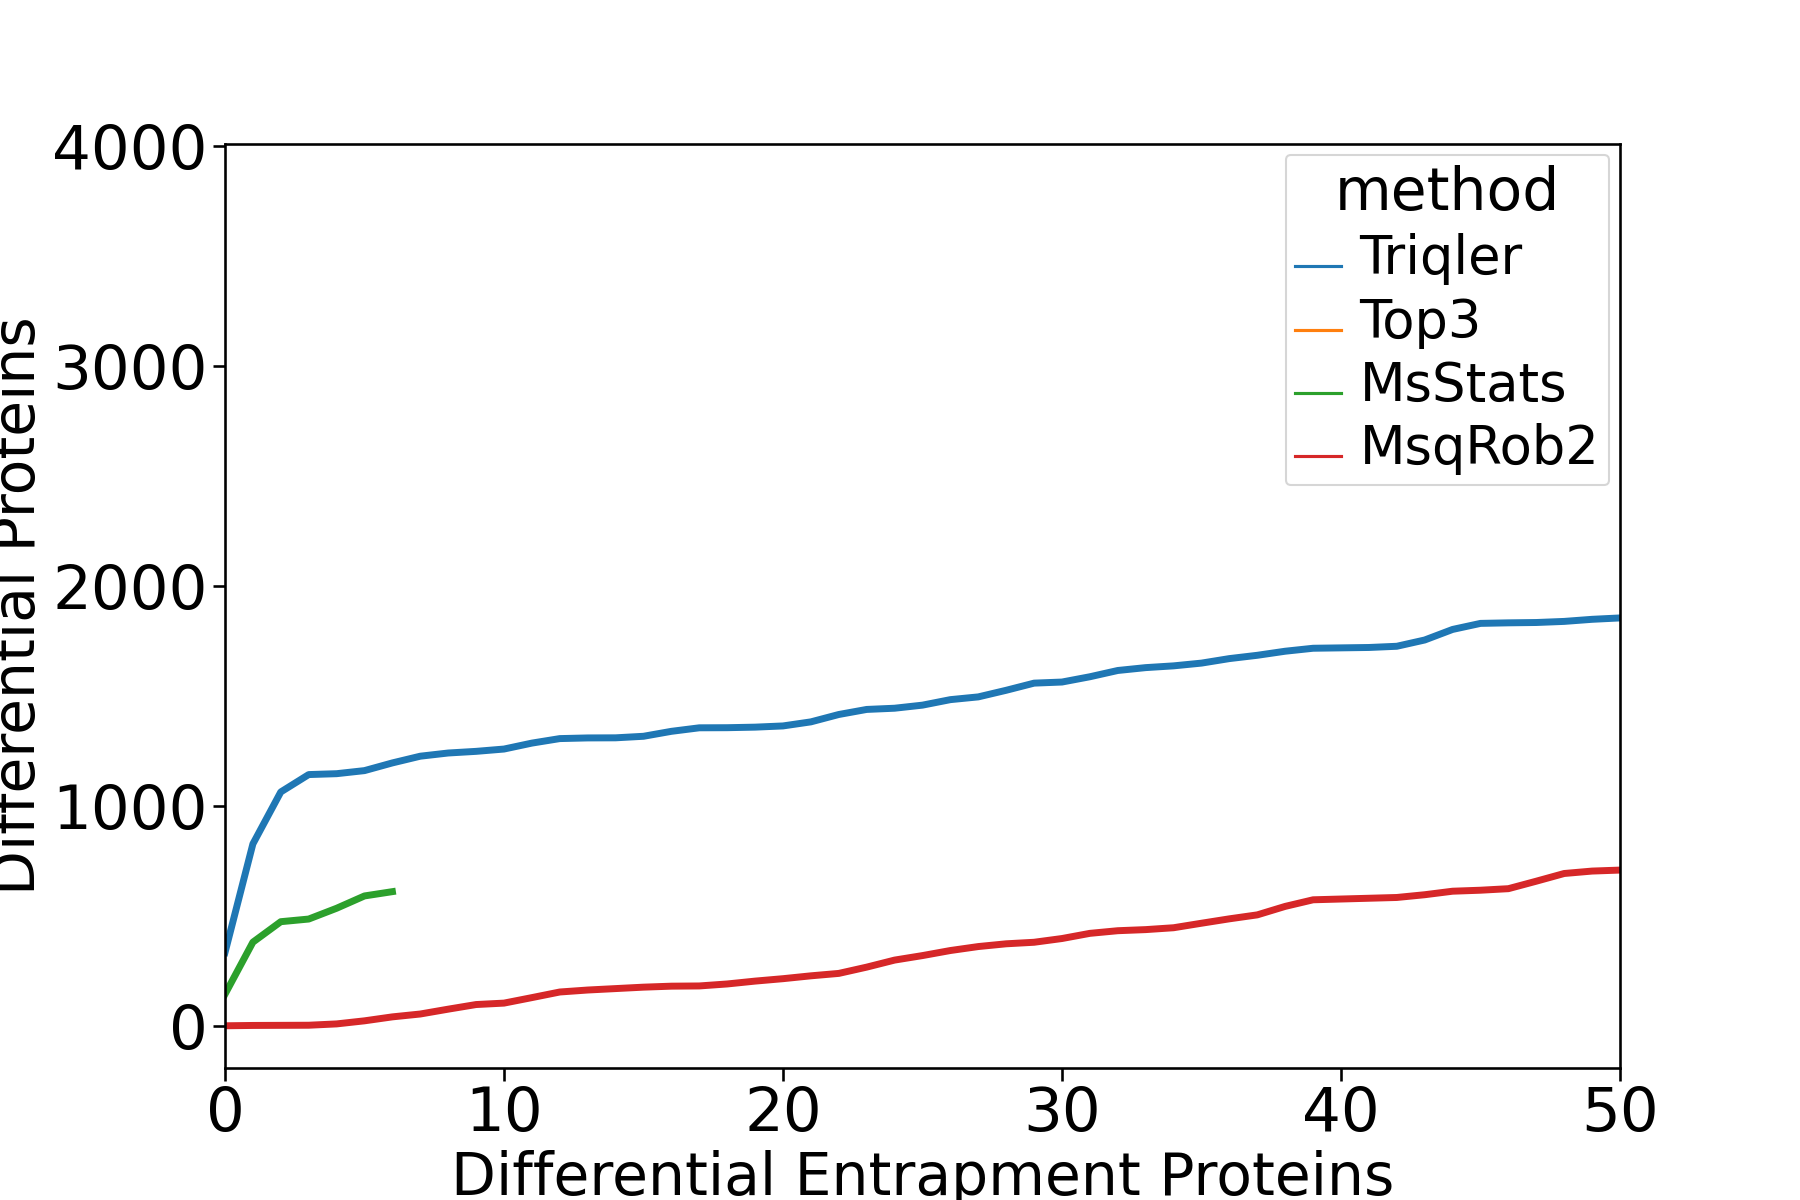 4000
3000
2000
1000
0
Differential Proteins
method
Triqler
Top3
MsStats
MsqRob2
0 10 20 30 40 50
Differential Entrapment Proteins